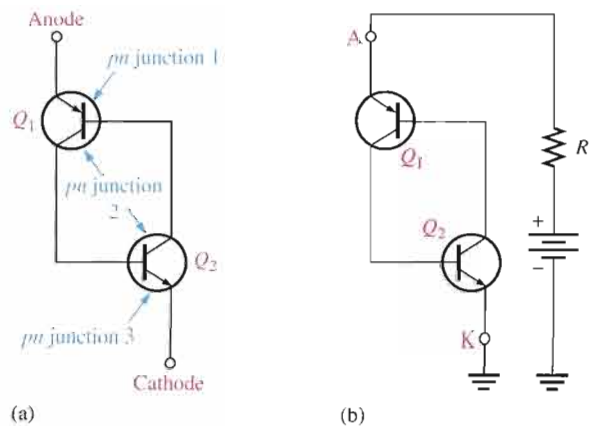 Anode
pn junction 1
Q1
pn junction
2
Q2
pn junction 3
Cathode
(a)
A
Q1
R
Q2
+
−
K
(b)